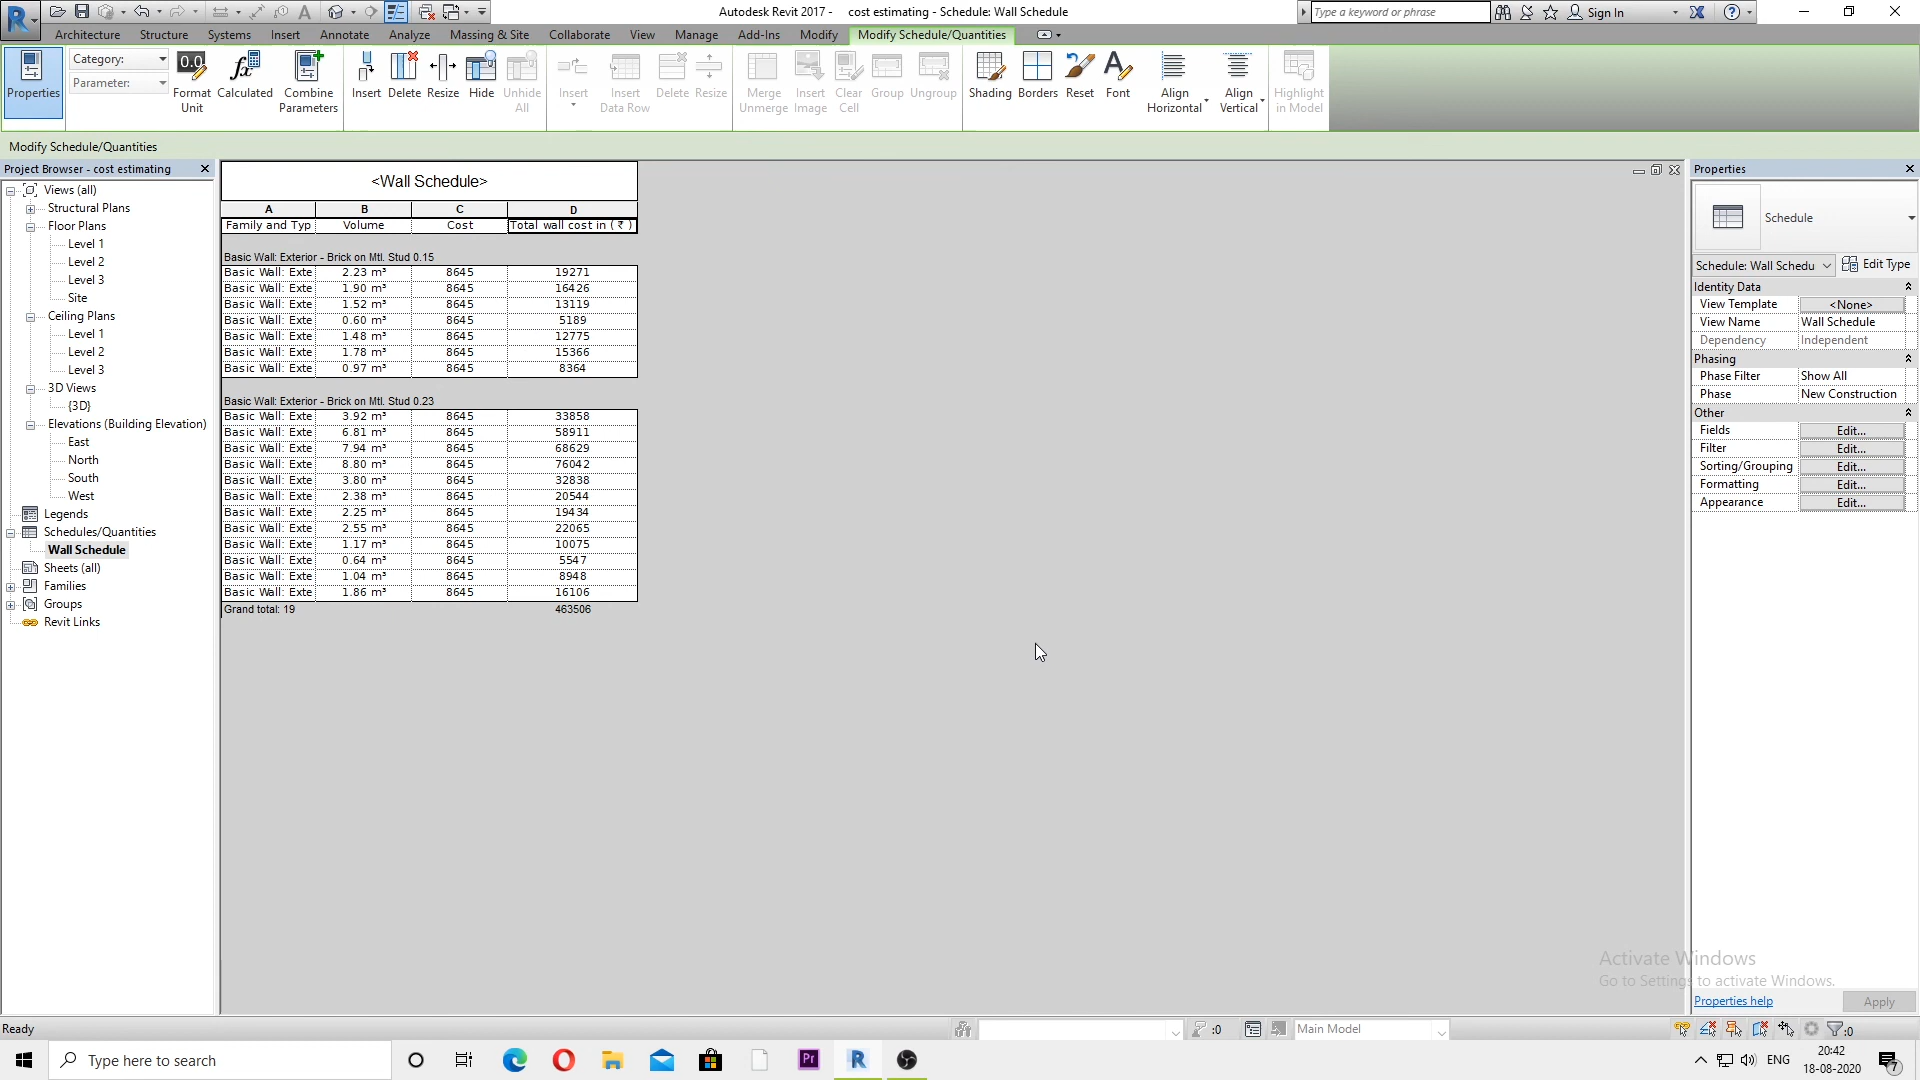 Autodesk Revit 2017 - cost estimating - Schedule: Wall Schedule
Type a keyword or phrase
Sign In
Architecture Structure Systems Insert Annotate Analyze Massing & Site Collaborate View Manage Add-Ins Modify Modify Schedule/Quantities
Properties
Category:
Parameter:
Format Unit
Calculated
Combine Parameters
Insert
Delete
Resize
Hide
Unhide All
Insert
Insert Data Row
Delete
Resize
Merge Unmerge
Insert Image
Clear Cell
Group
Ungroup
Shading
Borders
Reset
Font
Align Horizontal
Align Vertical
Highlight in Model
Modify Schedule/Quantities
Project Browser - cost estimating
Views (all)
Structural Plans
Floor Plans
Level 1
Level 2
Level 3
Site
Ceiling Plans
Level 1
Level 2
Level 3
3D Views
{3D}
Elevations (Building Elevation)
East
North
South
West
Legends
Schedules/Quantities
Wall Schedule
Sheets (all)
Families
Groups
Revit Links
<Wall Schedule>
A B C D
Family and Typ Volume Cost Total wall cost in ( ₹ )
Basic Wall: Exterior - Brick on Mtl. Stud 0.15
Basic Wall: Exte 2.23 m³ 8645 19271
Basic Wall: Exte 1.90 m³ 8645 16426
Basic Wall: Exte 1.52 m³ 8645 13119
Basic Wall: Exte 0.60 m³ 8645 5189
Basic Wall: Exte 1.48 m³ 8645 12775
Basic Wall: Exte 1.78 m³ 8645 15366
Basic Wall: Exte 0.97 m³ 8645 8364
Basic Wall: Exterior - Brick on Mtl. Stud 0.23
Basic Wall: Exte 3.92 m³ 8645 33858
Basic Wall: Exte 6.81 m³ 8645 58911
Basic Wall: Exte 7.94 m³ 8645 68629
Basic Wall: Exte 8.80 m³ 8645 76042
Basic Wall: Exte 3.80 m³ 8645 32838
Basic Wall: Exte 2.38 m³ 8645 20544
Basic Wall: Exte 2.25 m³ 8645 19434
Basic Wall: Exte 2.55 m³ 8645 22065
Basic Wall: Exte 1.17 m³ 8645 10075
Basic Wall: Exte 0.64 m³ 8645 5547
Basic Wall: Exte 1.04 m³ 8645 8948
Basic Wall: Exte 1.86 m³ 8645 16106
Grand total: 19 463506
Properties
Schedule
Schedule: Wall Schedu Edit Type
Identity Data
View Template <None>
View Name Wall Schedule
Dependency Independent
Phasing
Phase Filter Show All
Phase New Construction
Other
Fields Edit...
Filter Edit...
Sorting/Grouping Edit...
Formatting Edit...
Appearance Edit...
Activate Windows
Go to Settings to activate Windows.
Properties help Apply
Ready
:0
Main Model
:0
Type here to search
Pr
R
ENG
20:42
18-08-2020
7